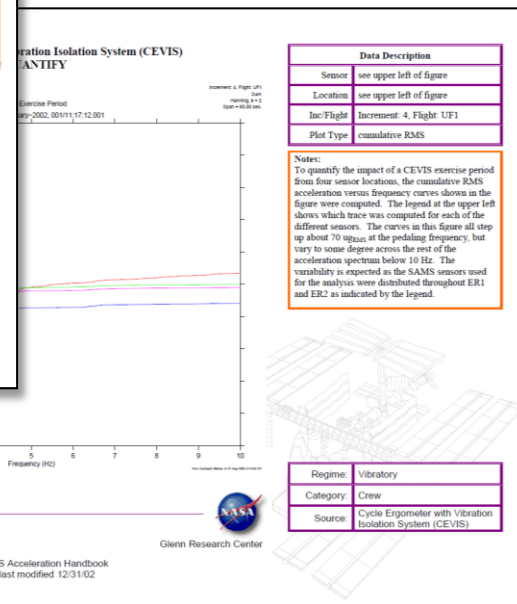 bration Isolation System (CEVIS)
UANTIFY
Increment: 4, Flight: UF1
Sum
Hanning, k = 2
Span = 60.00 sec.
Exercise Period
uary-2002, 001/11:17:12.001
5 6 7 8 9 10
Frequency (Hz)
NASA
Glenn Research Center
S Acceleration Handbook
last modified 12/31/02
Data Description
Sensor see upper left of figure
Location see upper left of figure
Inc/Flight Increment: 4, Flight: UF1
Plot Type cumulative RMS
Notes:
To quantify the impact of a CEVIS exercise period
from four sensor locations, the cumulative RMS
acceleration versus frequency curves shown in the
figure were computed. The legend at the upper left
shows which trace was computed for each of the
different sensors. The curves in this figure all step
up about 70 ugRMS at the pedaling frequency, but
vary to some degree across the rest of the
acceleration spectrum below 10 Hz. The
variability is expected as the SAMS sensors used
for the analysis were distributed throughout ER1
and ER2 as indicated by the legend.
Regime: Vibratory
Category: Crew
Source: Cycle Ergometer with Vibration
Isolation System (CEVIS)